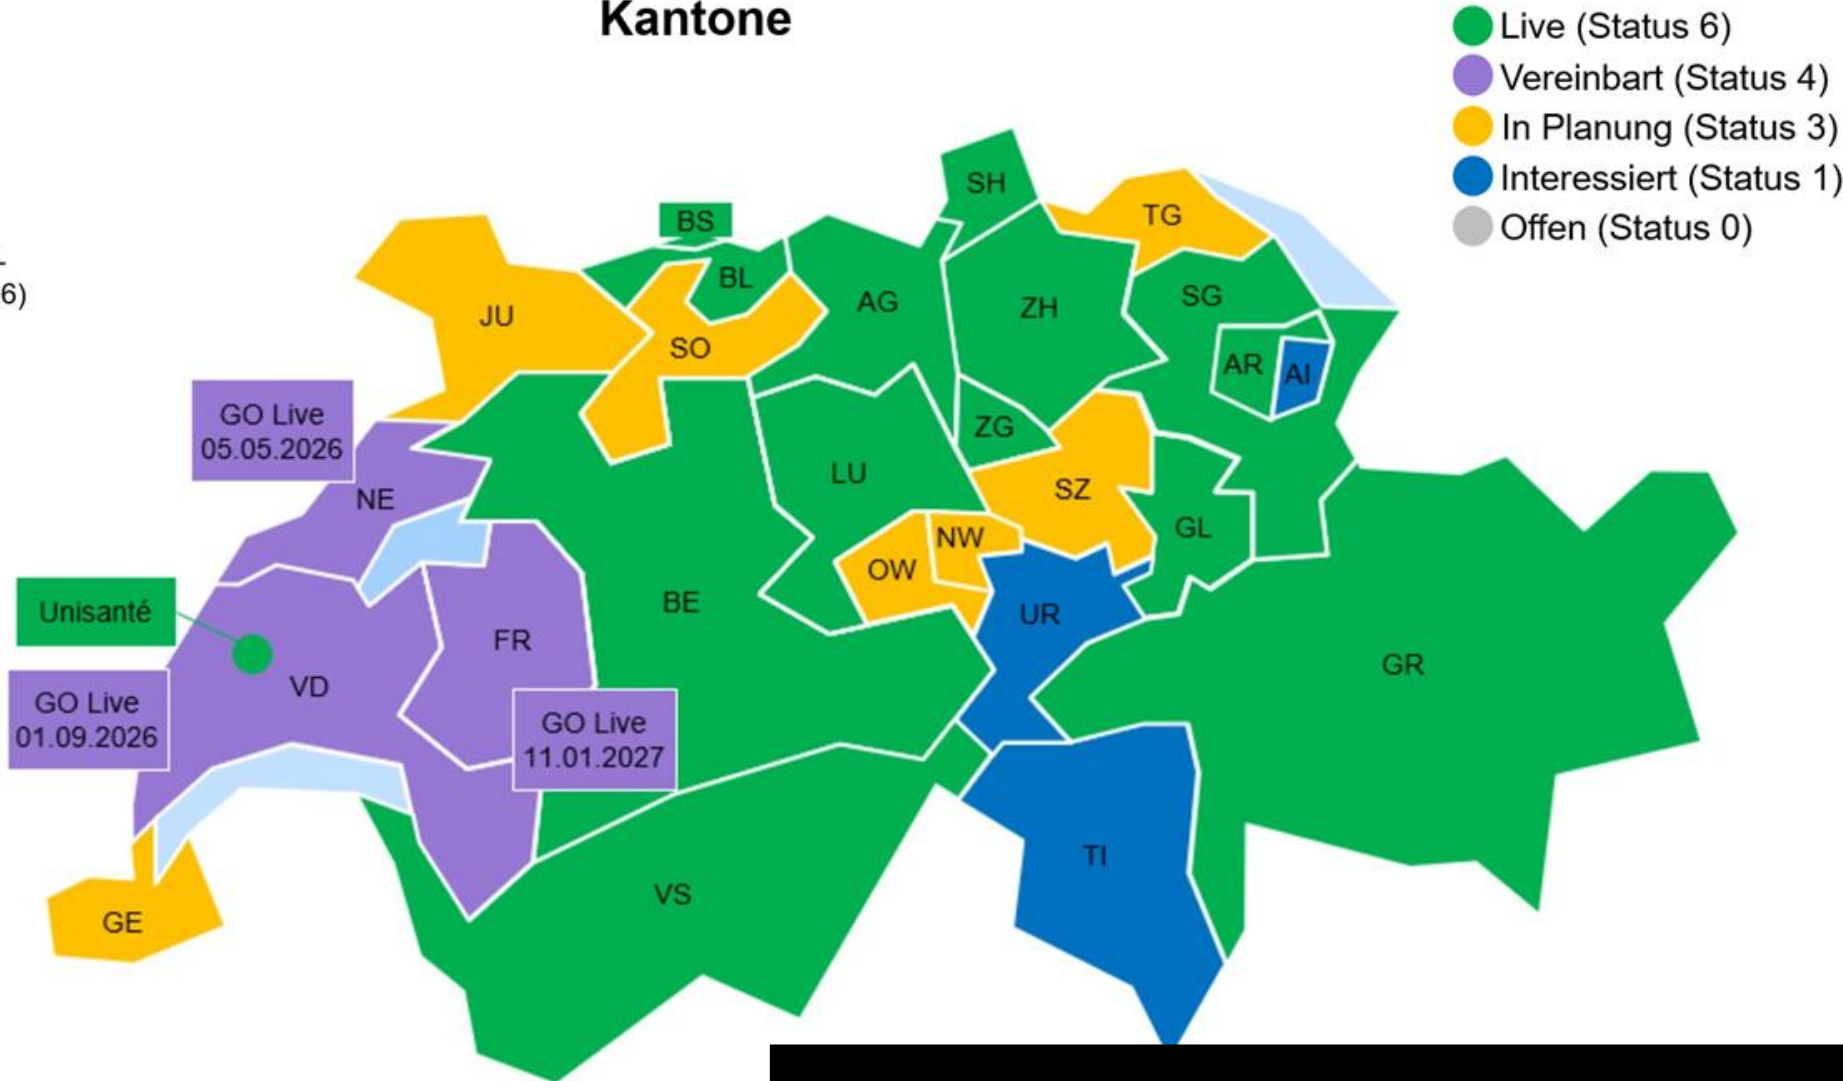 Kantone
Live (Status 6)
Vereinbart (Status 4)
In Planung (Status 3)
Interessiert (Status 1)
Offen (Status 0)
6)
SH
BS
TG
BL
JU
SO
AG
ZH
SG
AR
AI
GO Live
05.05.2026
NE
ZG
LU
SZ
GL
NW
OW
Unisanté
BE
UR
FR
VD
GR
GO Live
01.09.2026
GO Live
11.01.2027
TI
VS
GE